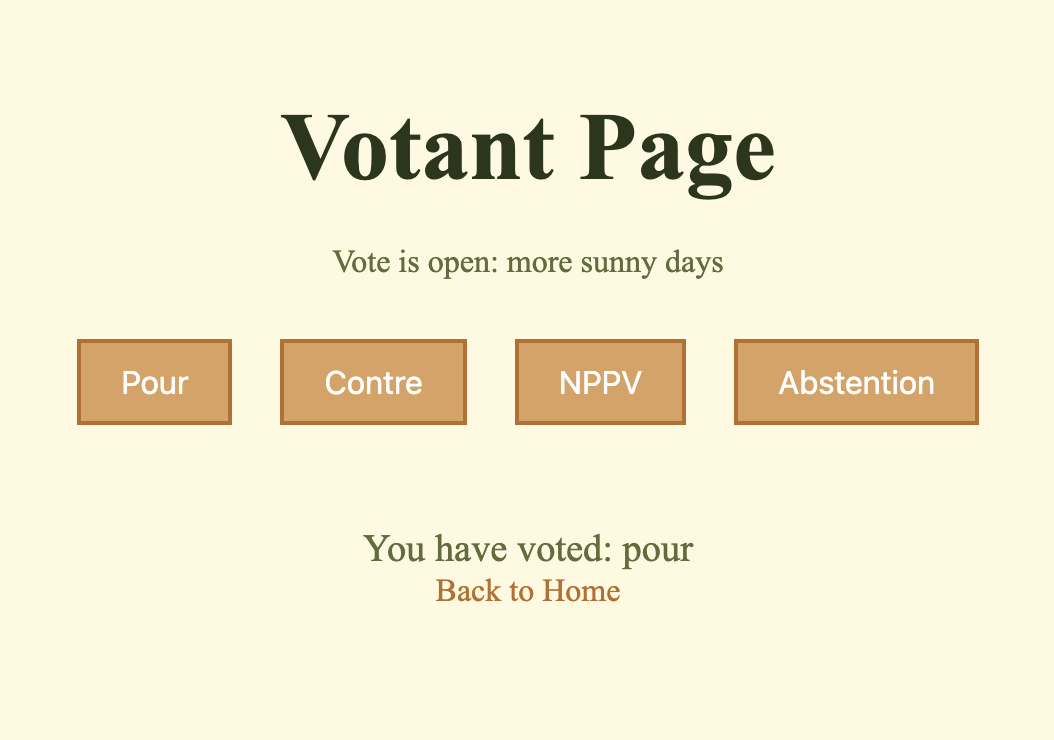 Votant Page
Vote is open: more sunny days
Pour Contre NPPV Abstention
You have voted: pour
Back to Home